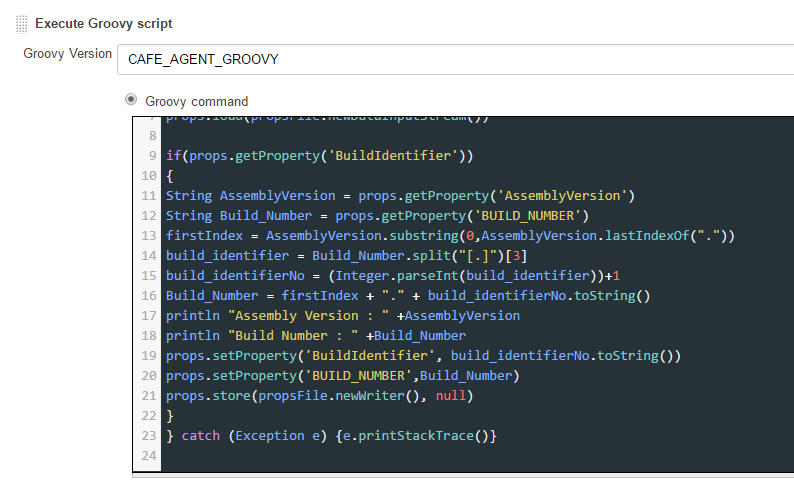 Execute Groovy script
Groovy Version CAFE_AGENT_GROOVY
Groovy command
7 props.load(propsFile.newDataInputStream())
8
9 if(props.getProperty('BuildIdentifier'))
10 {
11 String AssemblyVersion = props.getProperty('AssemblyVersion')
12 String Build_Number = props.getProperty('BUILD_NUMBER')
13 firstIndex = AssemblyVersion.substring(0,AssemblyVersion.lastIndexOf("."))
14 build_identifier = Build_Number.split("[.]")[3]
15 build_identifierNo = (Integer.parseInt(build_identifier))+1
16 Build_Number = firstIndex + "." + build_identifierNo.toString()
17 println "Assembly Version : " +AssemblyVersion
18 println "Build Number : " +Build_Number
19 props.setProperty('BuildIdentifier', build_identifierNo.toString())
20 props.setProperty('BUILD_NUMBER',Build_Number)
21 props.store(propsFile.newWriter(), null)
22 }
23 } catch (Exception e) {e.printStackTrace()}
24